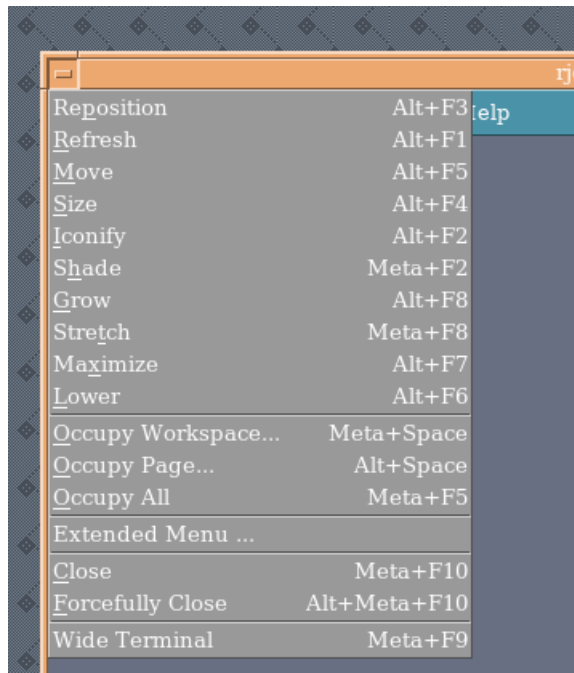 rj
Reposition Alt+F3
elp
Refresh Alt+F1
Move Alt+F5
Size Alt+F4
Iconify Alt+F2
Shade Meta+F2
Grow Alt+F8
Stretch Meta+F8
Maximize Alt+F7
Lower Alt+F6
Occupy Workspace... Meta+Space
Occupy Page... Alt+Space
Occupy All Meta+F5
Extended Menu ...
Close Meta+F10
Forcefully Close Alt+Meta+F10
Wide Terminal Meta+F9